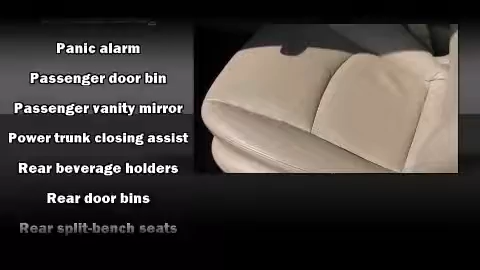 Panic alarm
Passenger door bin
Passenger vanity mirror
Power trunk closing assist
Rear beverage holders
Rear door bins
Rear split-bench seats